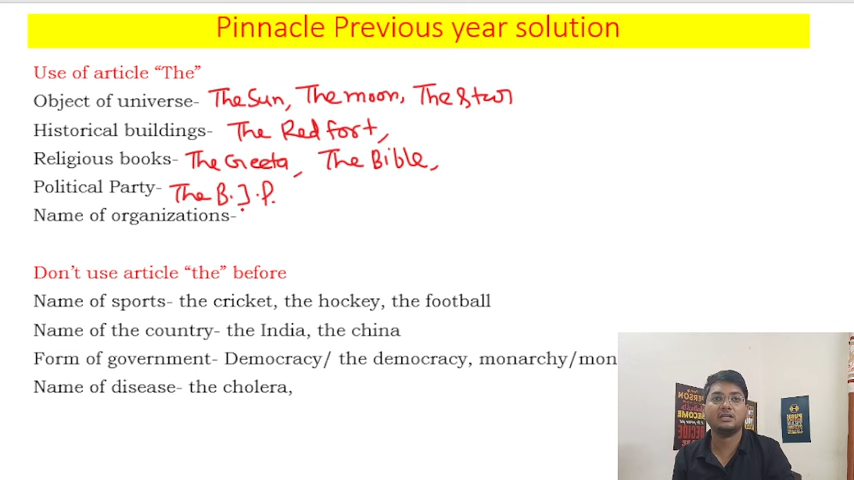 Pinnacle Previous year solution
Use of article “The”
Object of universe- The Sun, The moon, The Star
Historical buildings- The Red fort,
Religious books- The Geeta, The Bible,
Political Party- The B.J.P.
Name of organizations-
Don’t use article “the” before
Name of sports- the cricket, the hockey, the football
Name of the country- the India, the china
Form of government- Democracy/ the democracy, monarchy/mon
Name of disease- the cholera,